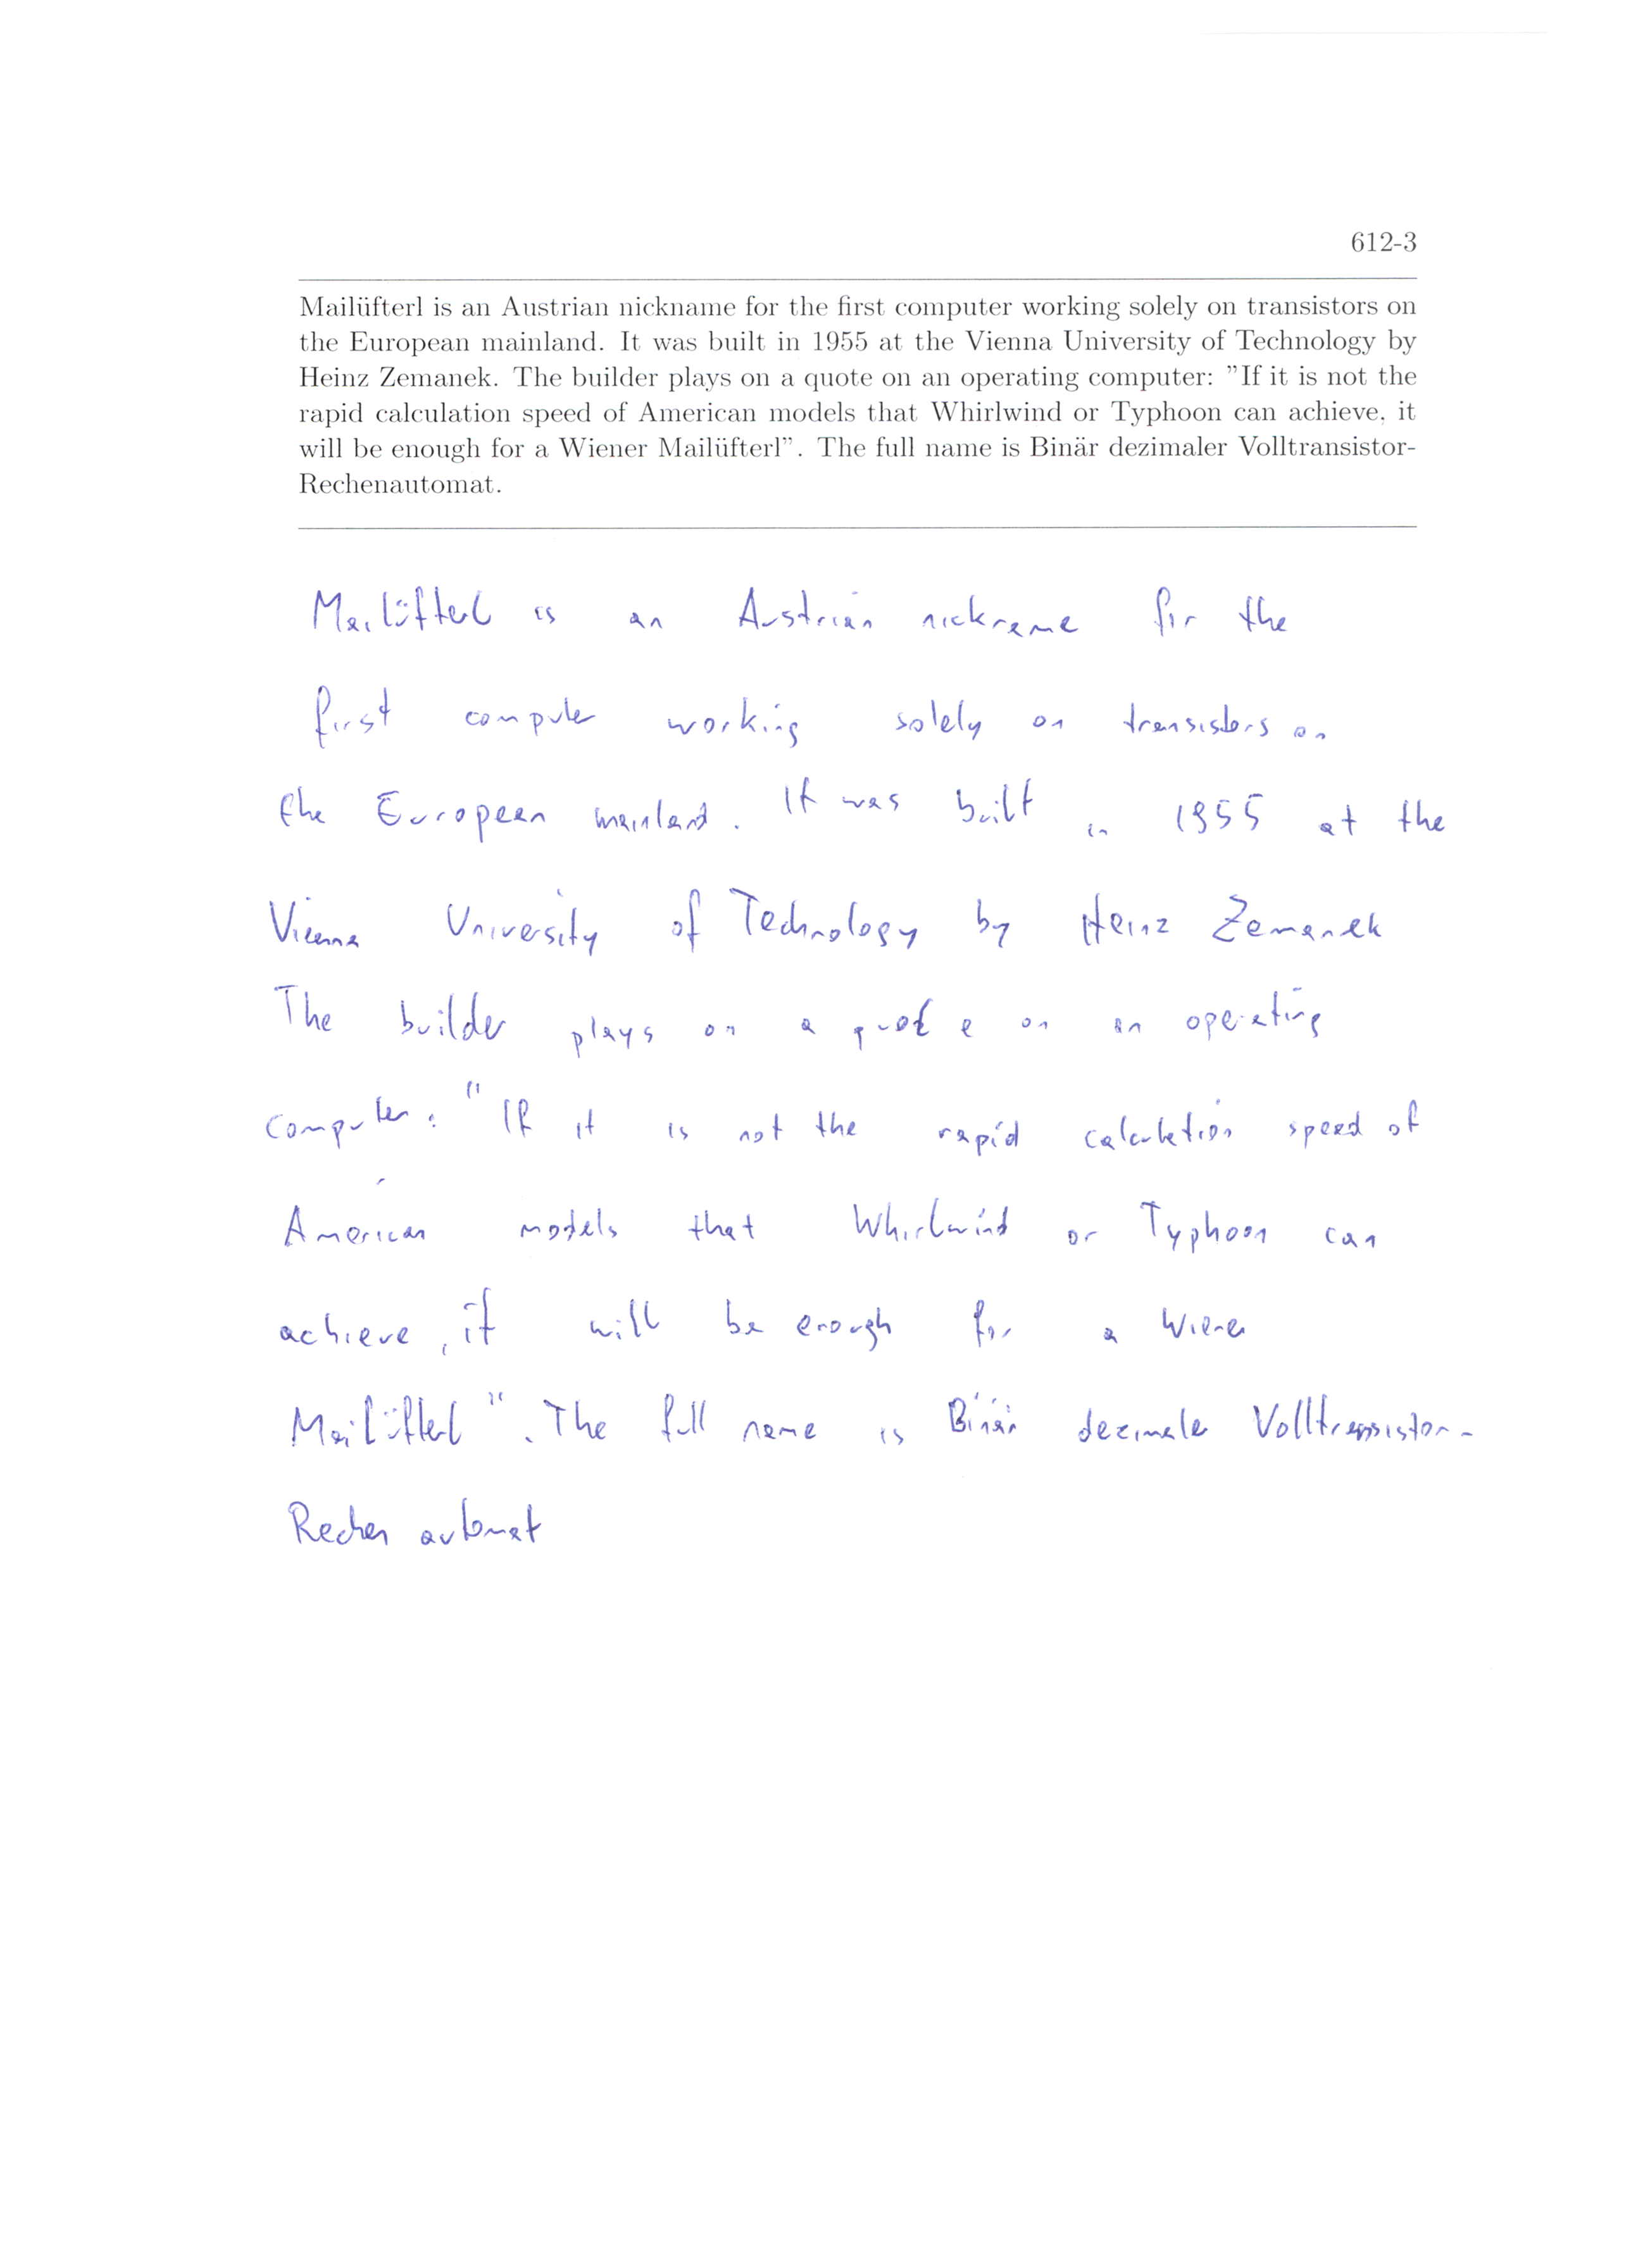 612-3
Mailüfterl is an Austrian nickname for the first computer working solely on transistors on
the European mainland. It was built in 1955 at the Vienna University of Technology by
Heinz Zemanek. The builder plays on a quote on an operating computer: ”If it is not the
rapid calculation speed of American models that Whirlwind or Typhoon can achieve, it
will be enough for a Wiener Mailüfterl”. The full name is Binär dezimaler Volltransistor-
Rechenautomat.
Mailüfterl is an Austrian nickname for the
first computer working solely on transistors on
the European mainland. It was built in 1955 at the
Vienna University of Technology by Heinz Zemanek
The builder plays on a quote on an operating
computer: "If it is not the rapid calculation speed of
American models that Whirlwind or Typhoon can
achieve, it will be enough for a Wiener
Mailüfterl". The full name is Binär dezimaler Volltransistor-
Rechen automat